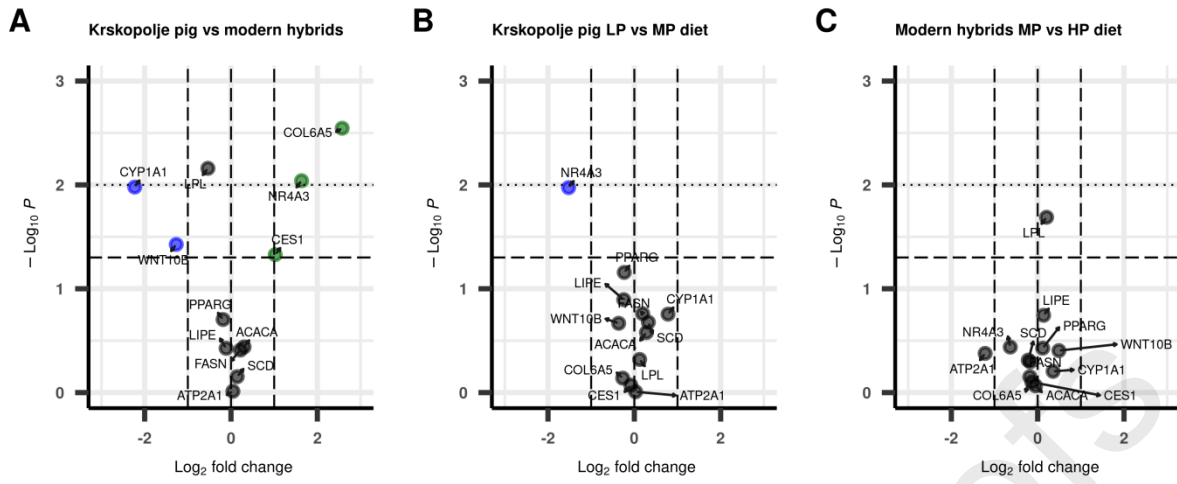 A
Krskopolje pig vs modern hybrids
3
2
1
0
− Log10 P
COL6A5
CYP1A1
LPL
NR4A3
CES1
WNT10B
PPARG
LIPE
ACACA
FASN
SCD
ATP2A1
-2 0 2
Log2 fold change
B
Krskopolje pig LP vs MP diet
3
2
1
0
− Log10 P
NR4A3
PPARG
LIPE
FASN
CYP1A1
WNT10B
ACACA
SCD
COL6A5
LPL
CES1
ATP2A1
-2 0 2
Log2 fold change
C
Modern hybrids MP vs HP diet
3
2
1
0
− Log10 P
LPL
LIPE
NR4A3
SCD
PPARG
WNT10B
ATP2A1
FASN
CYP1A1
COL6A5
ACACA
CES1
-2 0 2
Log2 fold change